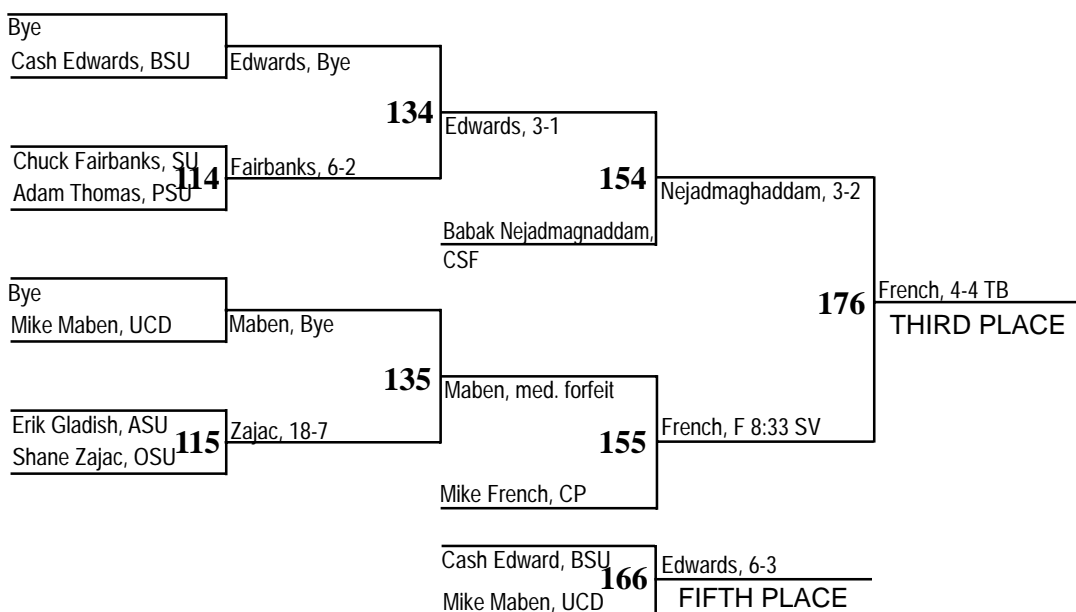 Bye
Cash Edwards, BSU
Edwards, Bye
134
Edwards, 3-1
Chuck Fairbanks, SU
114
Adam Thomas, PSU
Fairbanks, 6-2
154
Nejadmaghaddam, 3-2
Babak Nejadmagnaddam,
CSF
Bye
Mike Maben, UCD
Maben, Bye
176
French, 4-4 TB
THIRD PLACE
135
Maben, med. forfeit
Erik Gladish, ASU
115
Shane Zajac, OSU
Zajac, 18-7
155
French, F 8:33 SV
Mike French, CP
Cash Edward, BSU
166
Mike Maben, UCD
Edwards, 6-3
FIFTH PLACE